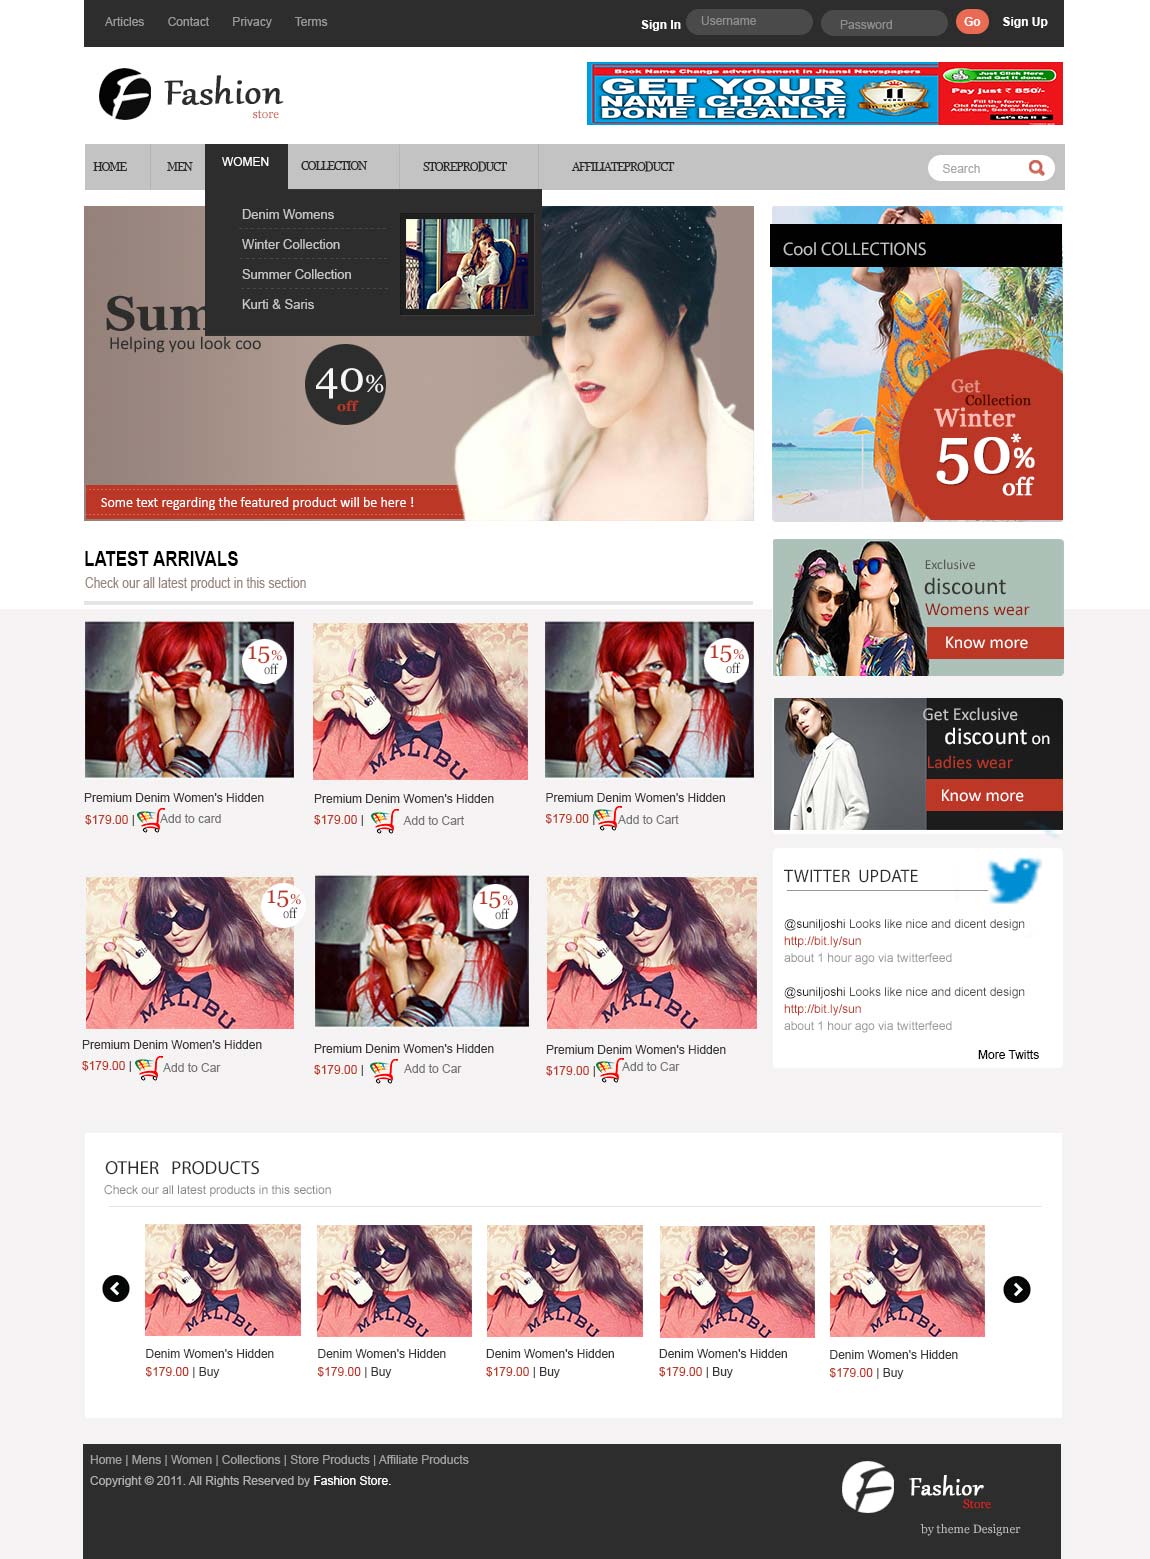 Articles Contact Privacy Terms
Sign In Username Password Go Sign Up
Fashion
store
Book Name Change advertisement in Jhansi Newspapers
GET YOUR
NAME CHANGE
DONE LEGALLY!
11
YEARS
in services
Just Click Here
and Get it done..
Pay just ₹ 850/-
Fill the form..
Old Name, New Name,
Address, See Samples..
Let's Do It
HOME MEN WOMEN COLLECTION STOREPRODUCT AFFILIATEPRODUCT Search
Denim Womens
Winter Collection
Summer Collection
Kurti & Saris
Sum
Helping you look coo
40%
off
Some text regarding the featured product will be here !
Cool COLLECTIONS
Get
Collection
Winter
50*%
off
LATEST ARRIVALS
Check our all latest product in this section
Exclusive
discount
Womens wear
Know more
15%
off
MALIBU
15%
off
Premium Denim Women's Hidden
$179.00 | Add to card
Premium Denim Women's Hidden
$179.00 | Add to Cart
Premium Denim Women's Hidden
$179.00 | Add to Cart
Get Exclusive
discount on
Ladies wear
Know more
15%
off
MALIBU
15%
off
MALIBU
Premium Denim Women's Hidden
$179.00 | Add to Car
Premium Denim Women's Hidden
$179.00 | Add to Car
Premium Denim Women's Hidden
$179.00 | Add to Car
TWITTER UPDATE
@suniljoshi Looks like nice and dicent design
http://bit.ly/sun
about 1 hour ago via twitterfeed
@suniljoshi Looks like nice and dicent design
http://bit.ly/sun
about 1 hour ago via twitterfeed
More Twitts
OTHER PRODUCTS
Check our all latest products in this section
MALIBU
MALIBU
MALIBU
MALIBU
MALIBU
Denim Women's Hidden
$179.00 | Buy
Denim Women's Hidden
$179.00 | Buy
Denim Women's Hidden
$179.00 | Buy
Denim Women's Hidden
$179.00 | Buy
Denim Women's Hidden
$179.00 | Buy
Home | Mens | Women | Collections | Store Products | Affiliate Products
Copyright © 2011. All Rights Reserved by Fashion Store.
Fashior
Store
by theme Designer